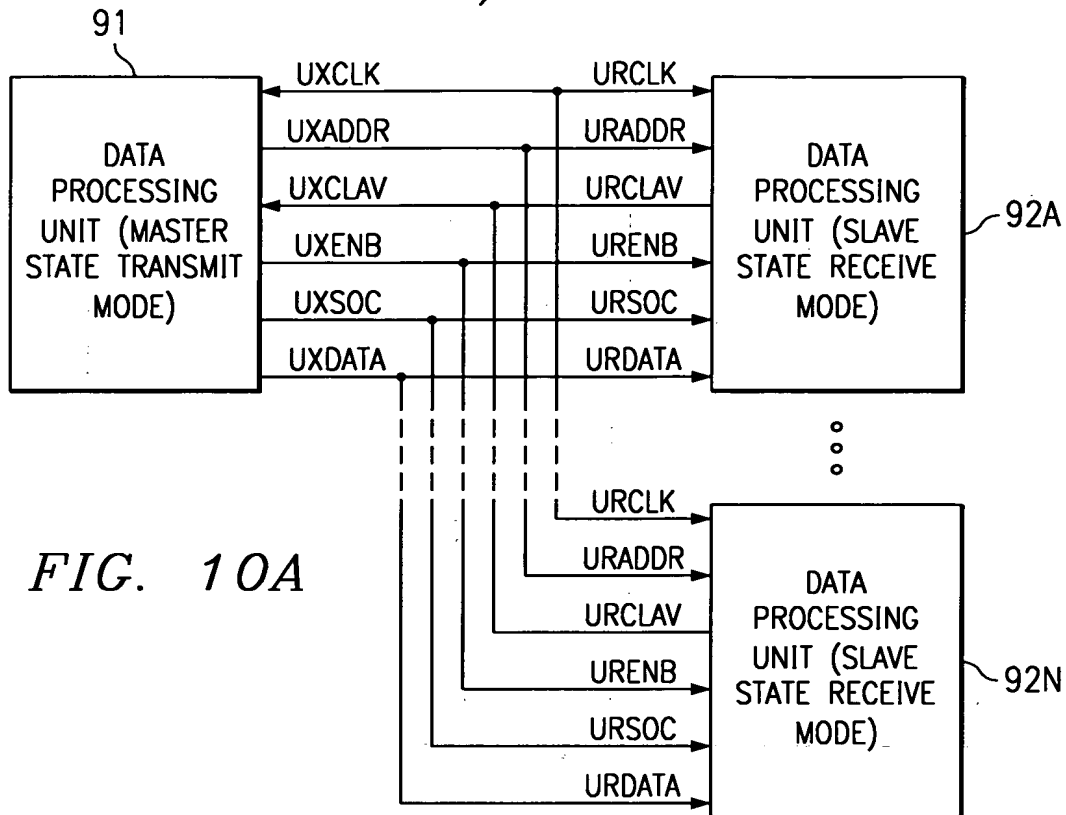 91
UXCLK URCLK
UXADDR URADDR
UXCLAV URCLAV
UXENB URENB
UXSOC URSOC
UXDATA URDATA
DATA
PROCESSING
UNIT (MASTER
STATE TRANSMIT
MODE)
DATA
PROCESSING
UNIT (SLAVE
STATE RECEIVE
MODE)
92A
URCLK
URADDR
URCLAV
URENB
URSOC
URDATA
DATA
PROCESSING
UNIT (SLAVE
STATE RECEIVE
MODE)
92N
FIG. 10A